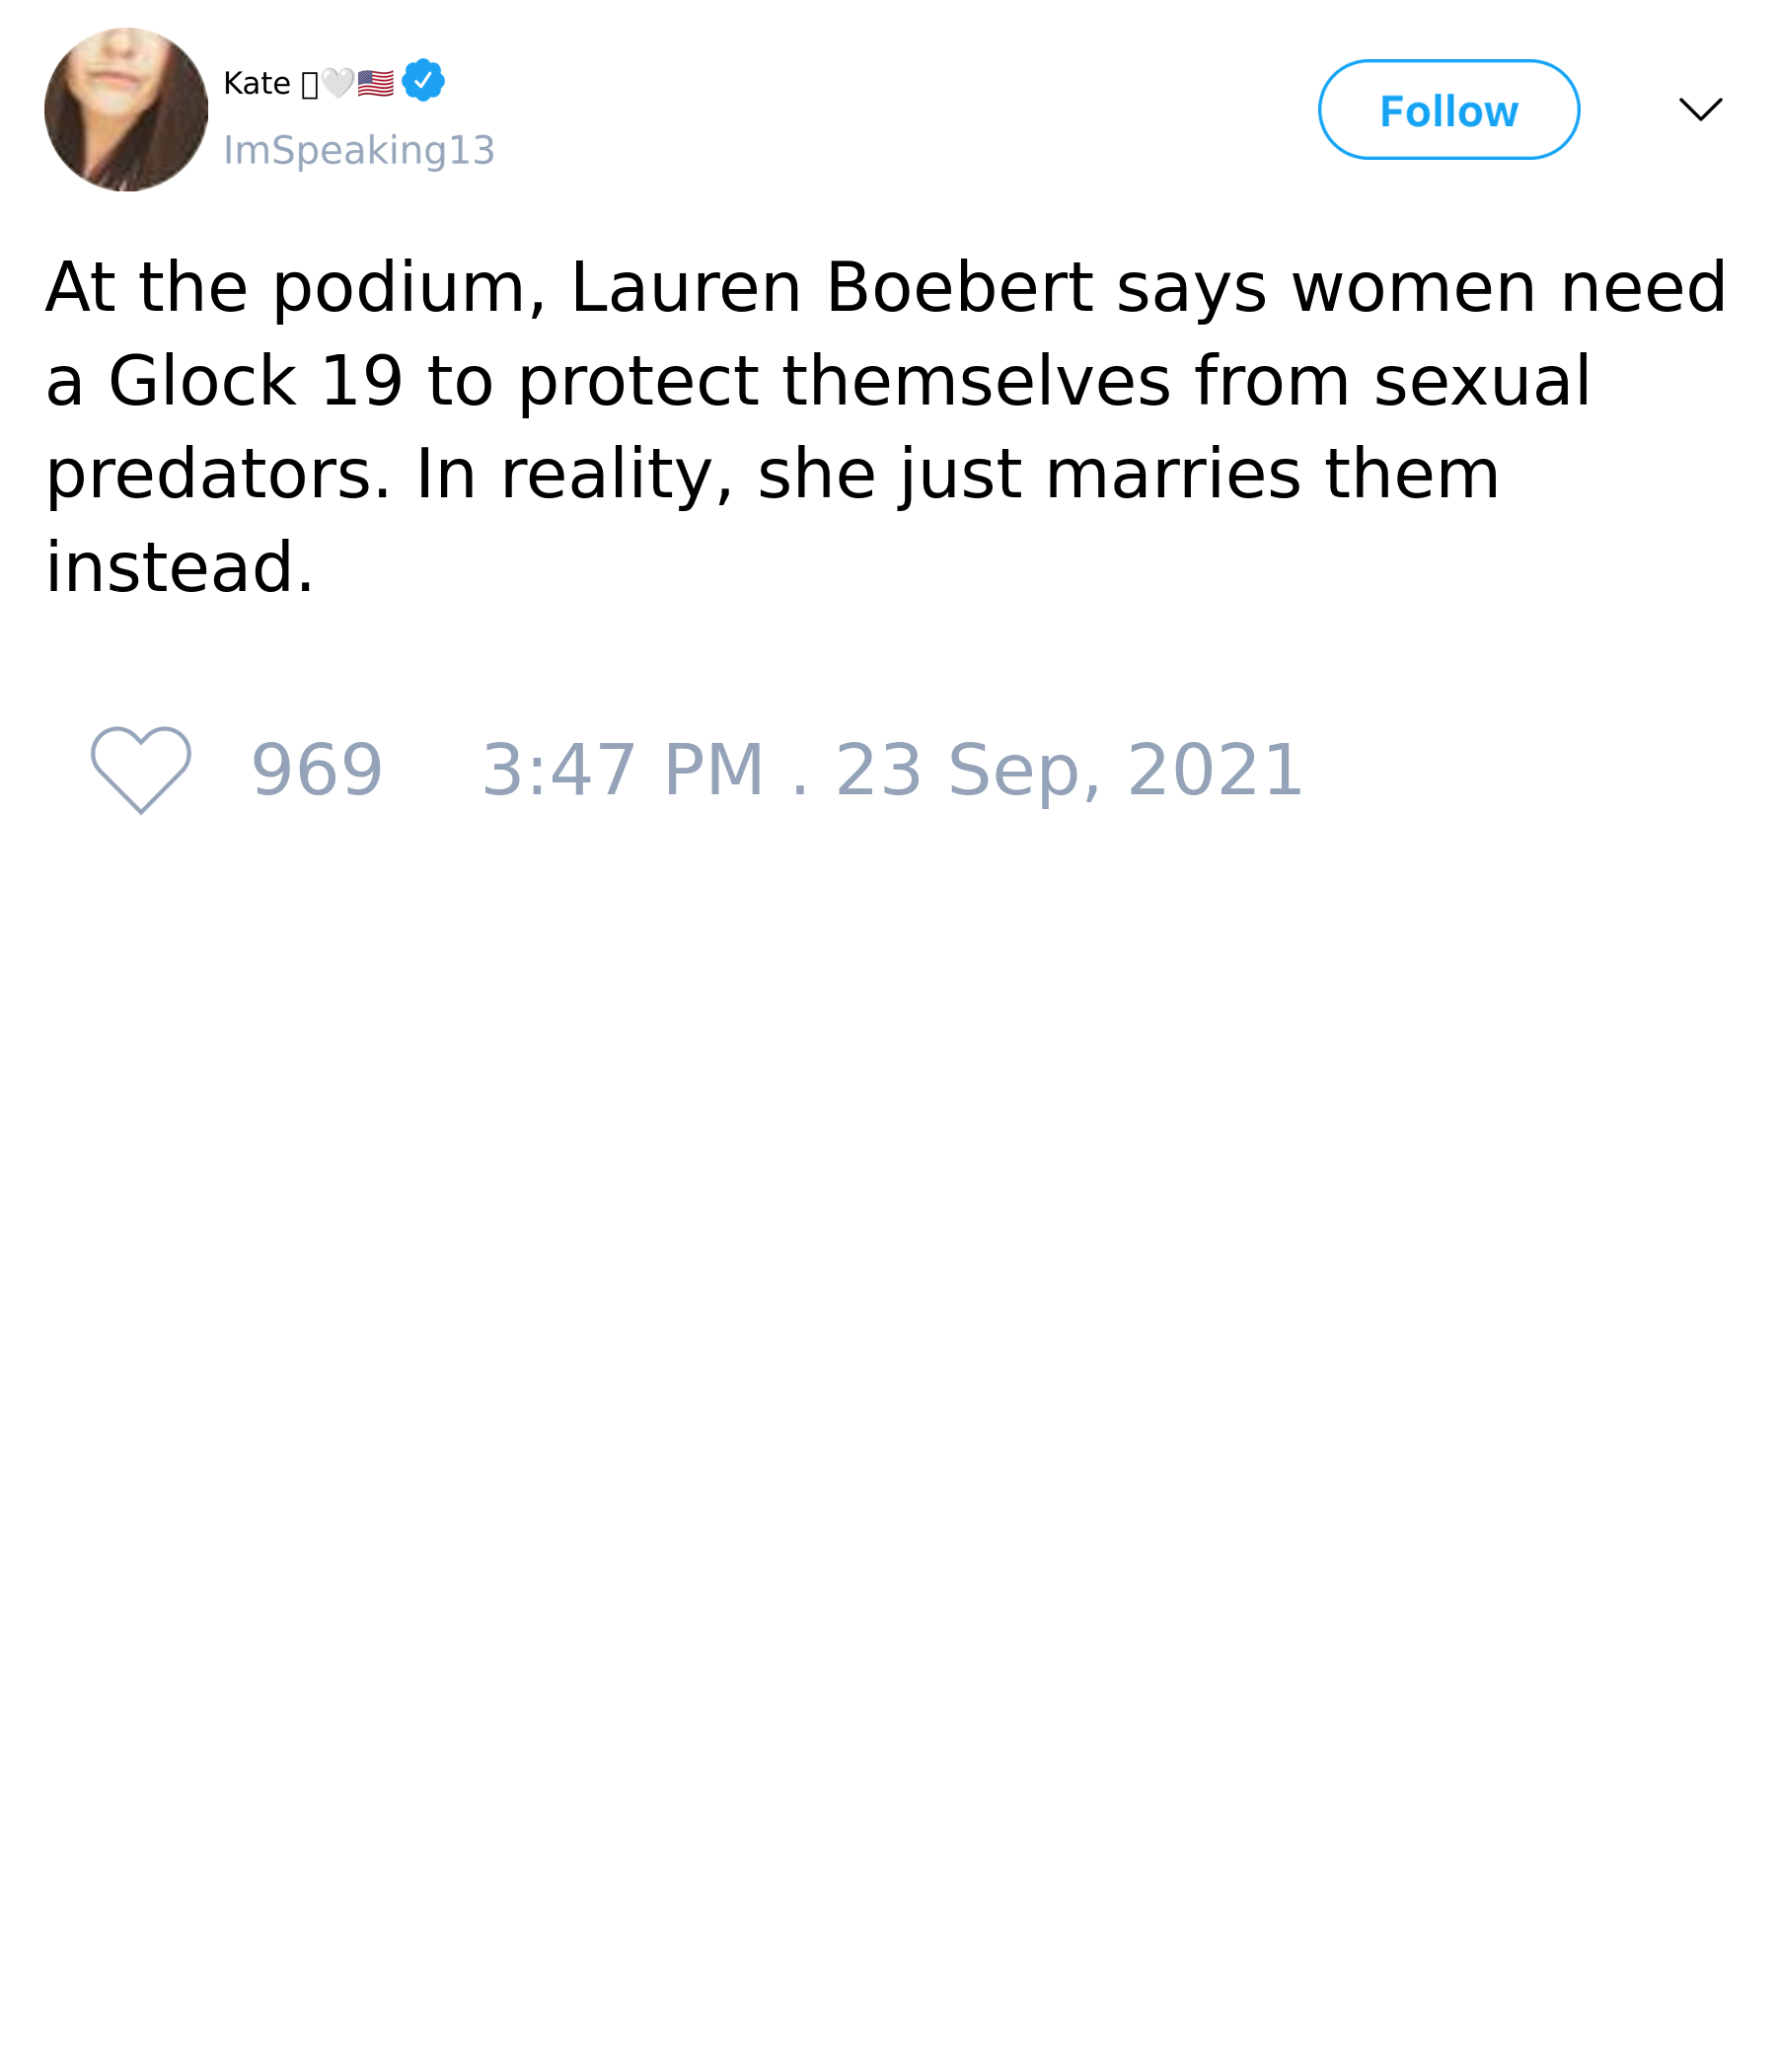 Kate 🤍🇺🇸
ImSpeaking13
Follow
At the podium, Lauren Boebert says women need
a Glock 19 to protect themselves from sexual
predators. In reality, she just marries them
instead.
969 3:47 PM . 23 Sep, 2021